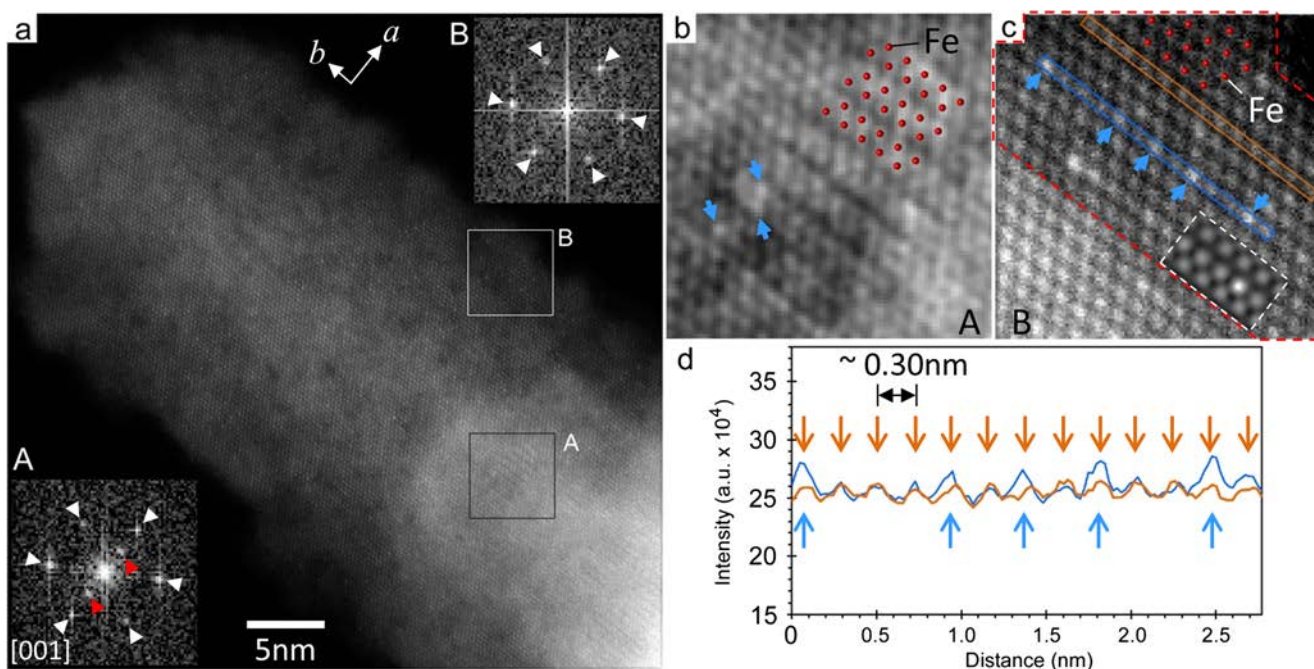 a
b
a
B
B
A
A
[001]
5nm
b
Fe
A
c
Fe
B
d
~ 0.30nm
Intensity (a.u. x 10⁴)
35
30
25
20
15
0
0.5
1.0
1.5
2.0
2.5
Distance (nm)